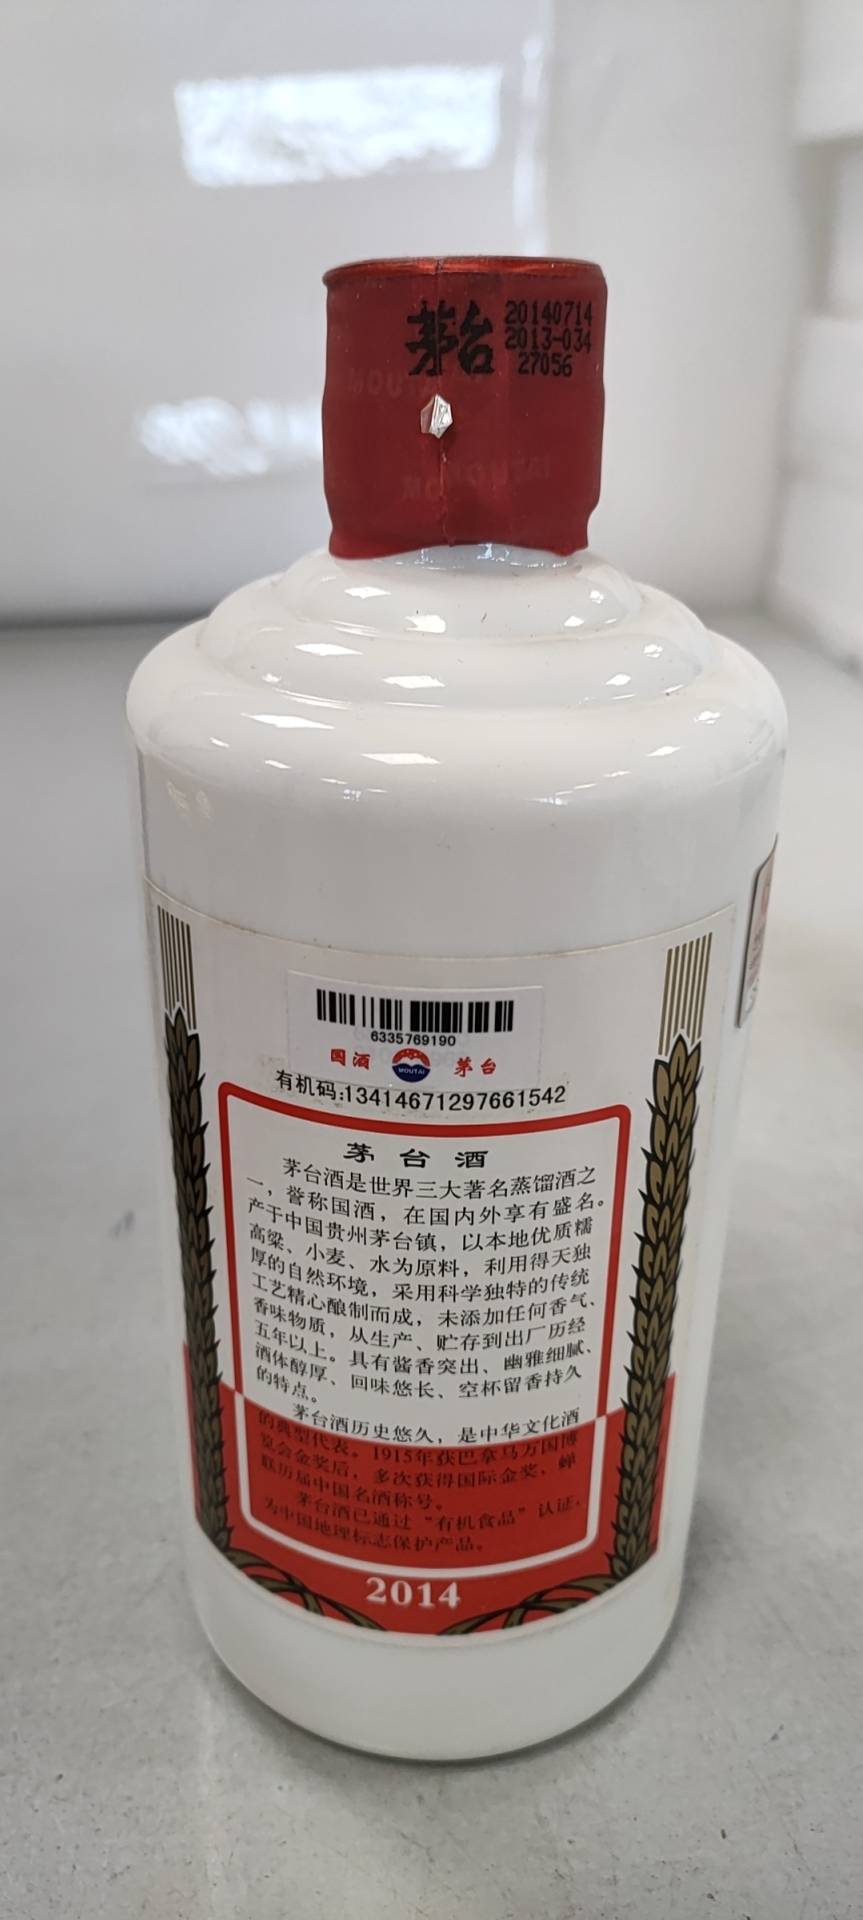 茅台
20140714
2013-034
27056
MOUTAI
MOUTAI
6335769190
国酒
MOUTAI
茅台
有机码:13414671297661542
茅台酒
茅台酒是世界三大著名蒸馏酒之
一，誉称国酒，在国内外享有盛名。
产于中国贵州茅台镇，以本地优质糯
高粱、小麦、水为原料，利用得天独
厚的自然环境，采用科学独特的传统
工艺精心酿制而成，未添加任何香气、
香味物质，从生产、贮存到出厂历经
五年以上。具有酱香突出、幽雅细腻、
酒体醇厚、回味悠长、空杯留香持久
的特点。
茅台酒历史悠久，是中华文化酒
的典型代表。1915年获巴拿马万国博
览会金奖后，多次获得国际金奖，蝉
联历届中国名酒称号。
茅台酒已通过“有机食品”认证，
为中国地理标志保护产品。
2014